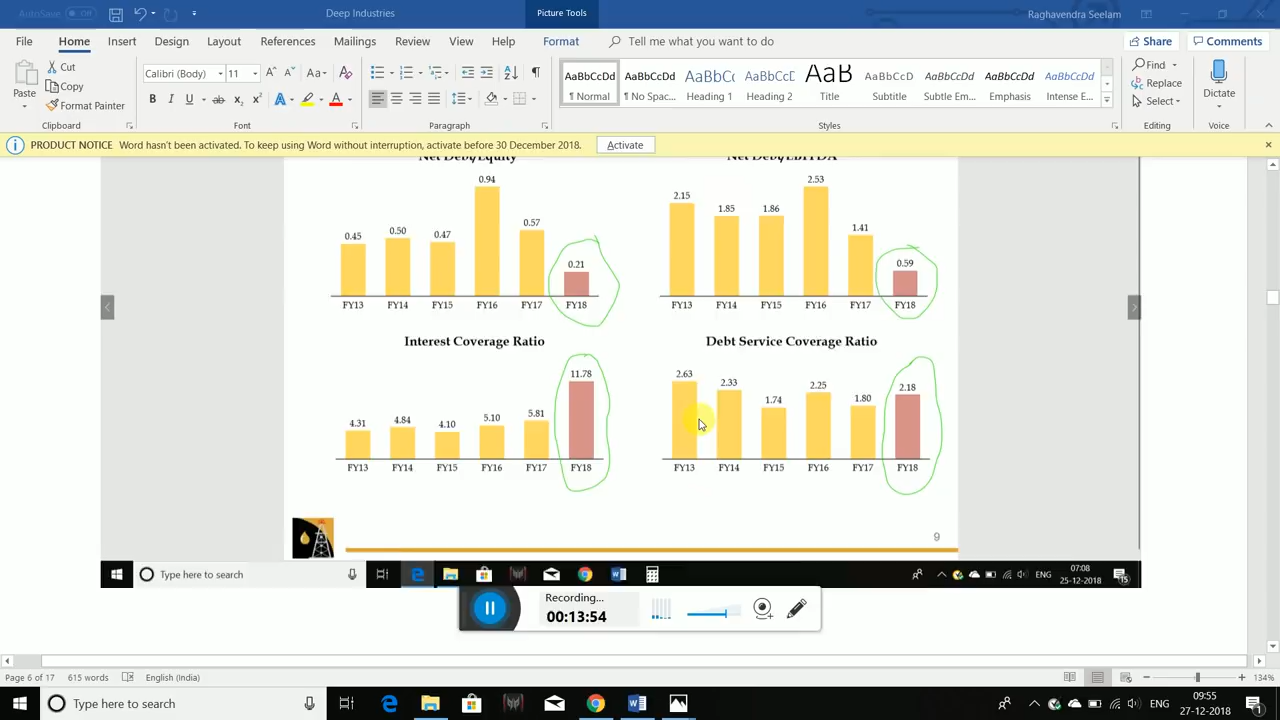 AutoSave Off Deep Industries Picture Tools Raghavendra Seelam
File Home Insert Design Layout References Mailings Review View Help Format Tell me what you want to do Share Comments
Paste Cut Copy Format Painter Clipboard
Calibri (Body) 11 Font
Paragraph
AaBbCcDd ¶ Normal AaBbCcDd ¶ No Spac... AaBbC Heading 1 AaBbCcD Heading 2 AaB Title AaBbCcD Subtitle AaBbCcDd Subtle Em... AaBbCcDd Emphasis AaBbCcDd Intense E...
Styles
Find Replace Select Editing
Dictate Voice
PRODUCT NOTICE Word hasn't been activated. To keep using Word without interruption, activate before 30 December 2018. Activate
Net Debt/Equity
0.45 0.50 0.47 0.94 0.57 0.21
FY13 FY14 FY15 FY16 FY17 FY18
Net Debt/EBITDA
2.15 1.85 1.86 2.53 1.41 0.59
FY13 FY14 FY15 FY16 FY17 FY18
Interest Coverage Ratio
4.31 4.84 4.10 5.10 5.81 11.78
FY13 FY14 FY15 FY16 FY17 FY18
Debt Service Coverage Ratio
2.63 2.33 1.74 2.25 1.80 2.18
FY13 FY14 FY15 FY16 FY17 FY18
9
Type here to search ENG 07:08
25-12-2018 15
Recording...
00:13:54
Page 6 of 17 615 words English (India) 134%
Type here to search ENG 09:55
27-12-2018 1